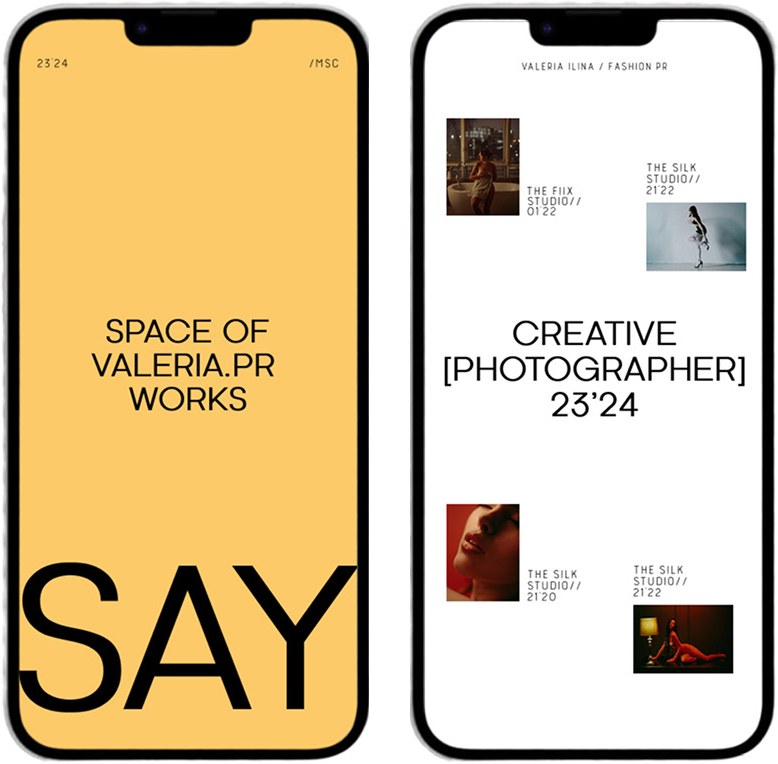 23'24
/MSC
SPACE OF
VALERIA.PR
WORKS
SAY
VALERIA ILINA / FASHION PR
THE FIIX
STUDIO//
01'22
THE SILK
STUDIO//
21'22
CREATIVE
[PHOTOGRAPHER]
23’24
THE SILK
STUDIO//
21'20
THE SILK
STUDIO//
21'22